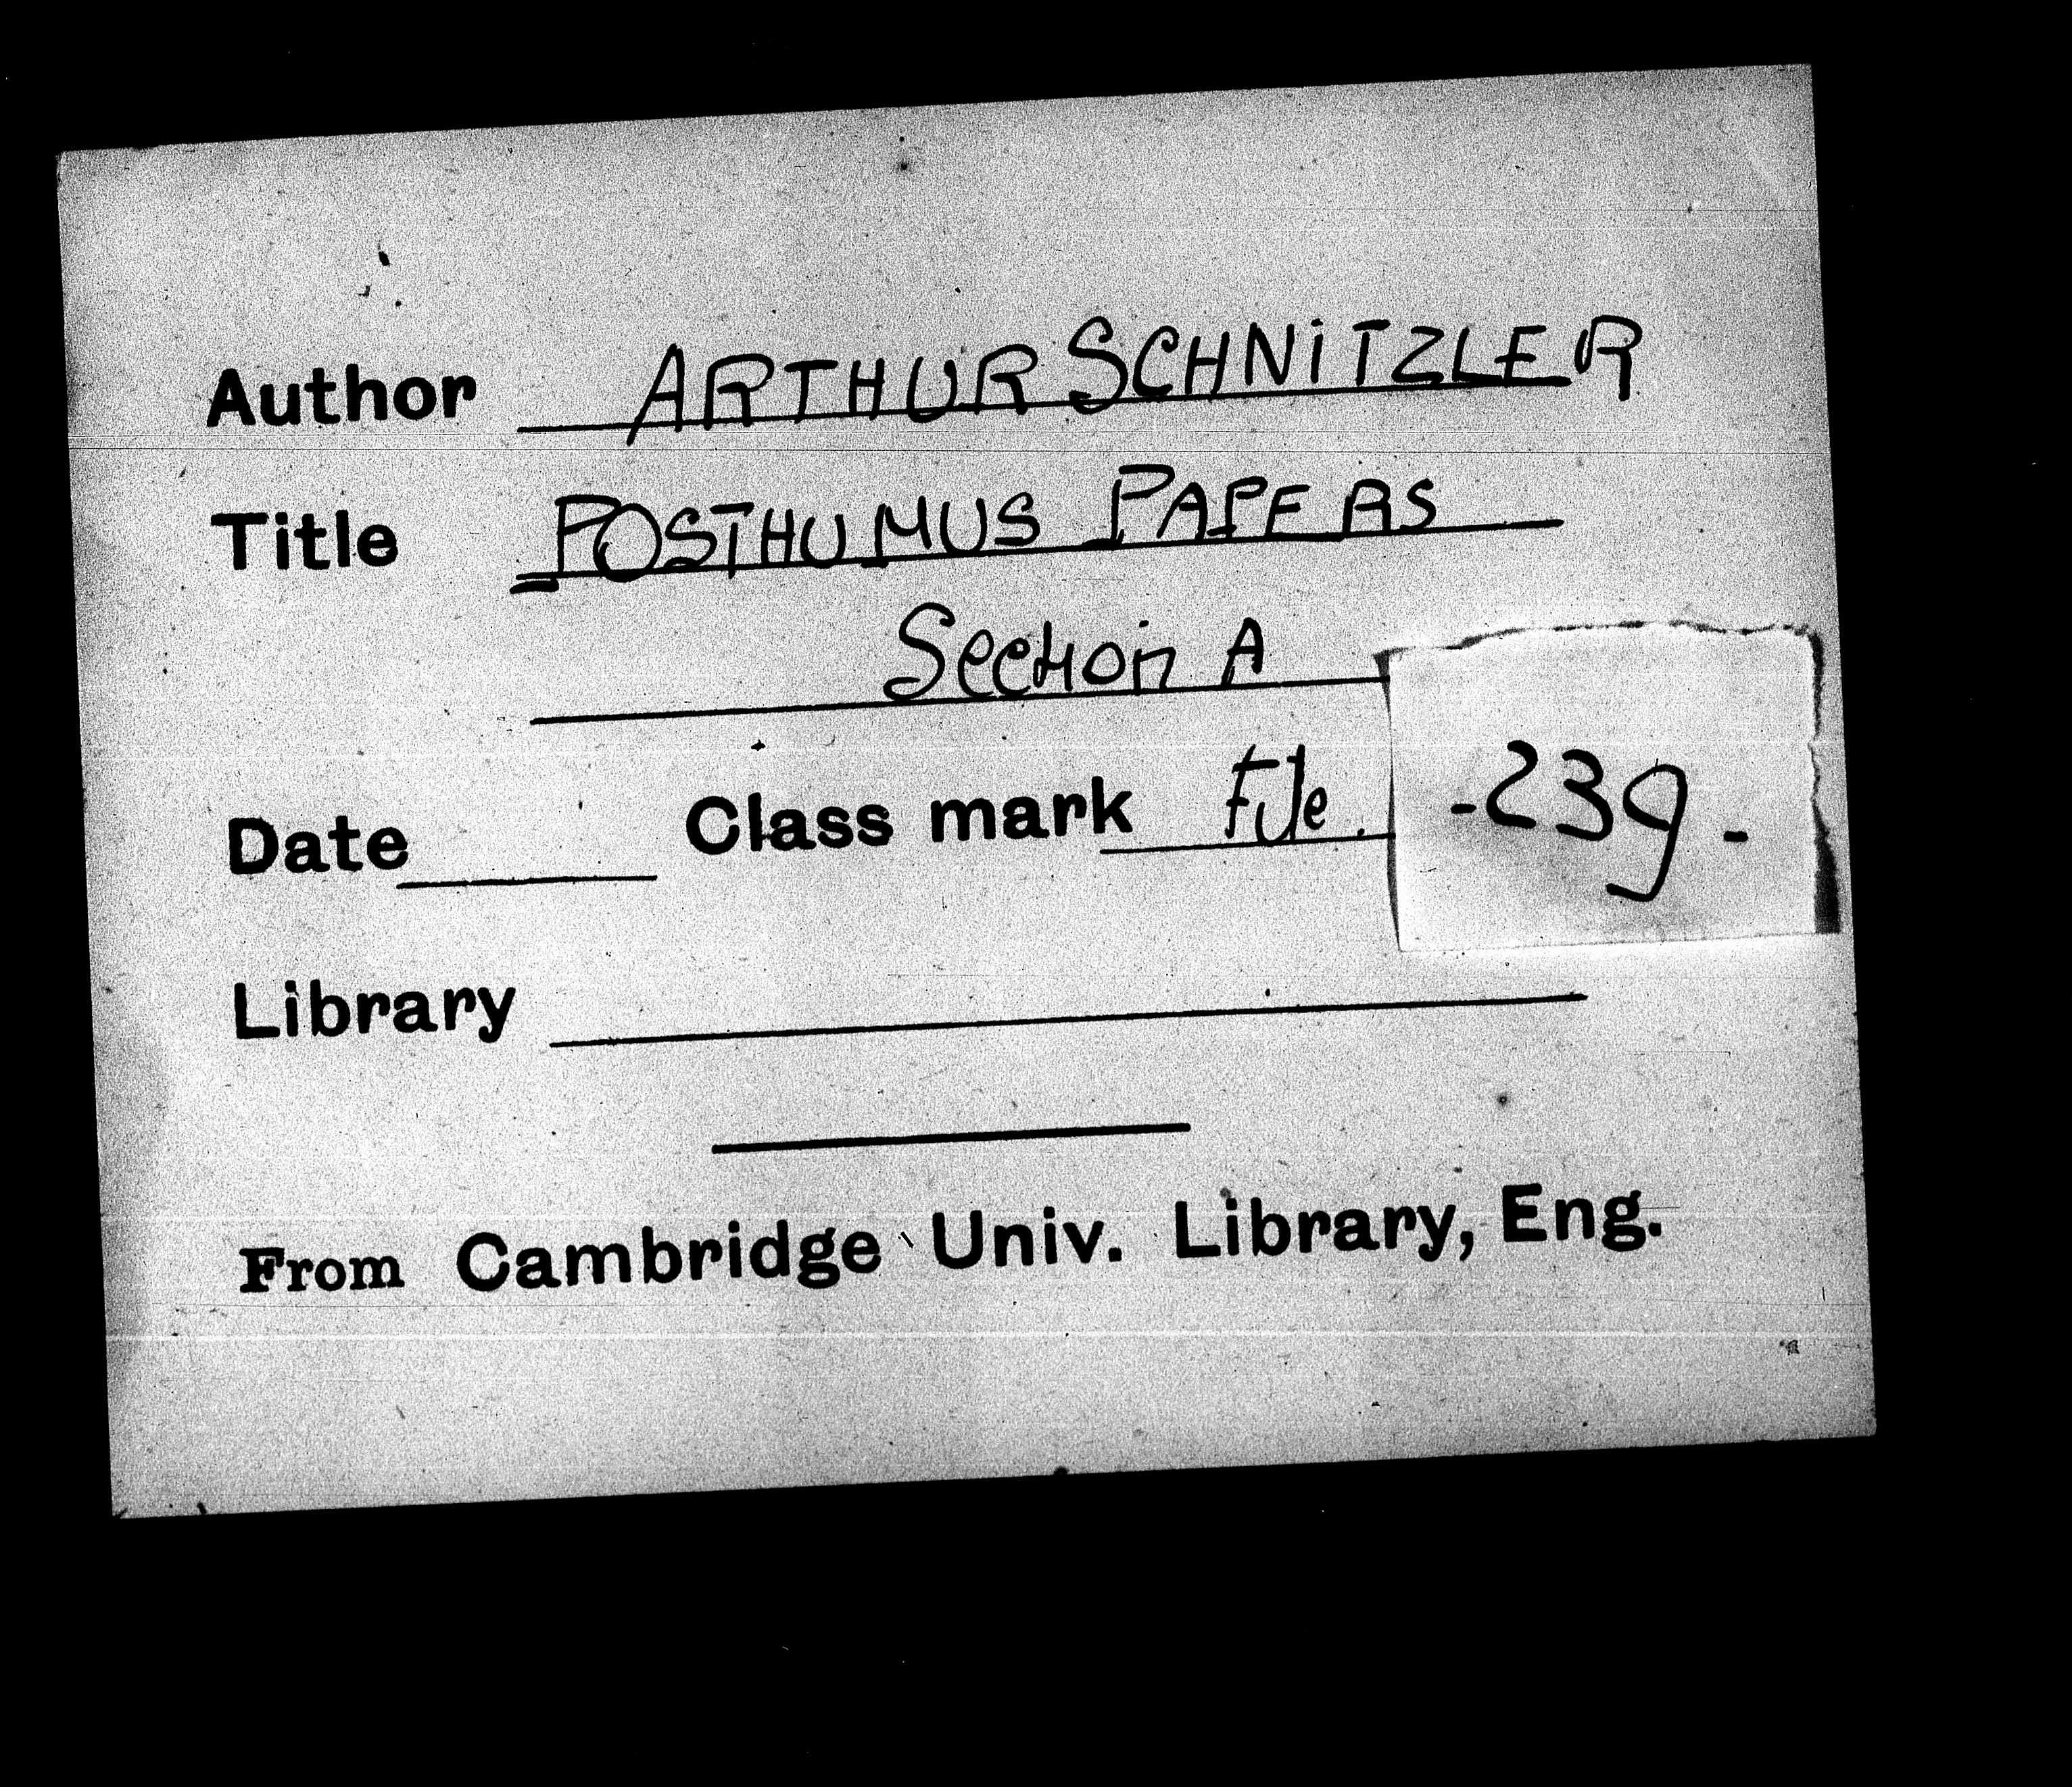 Author ARTHUR SCHNiTZLER
Title POSTHUMUS PAPERS
Section A
Date Class mark File. -239-
Library
From Cambridge Univ. Library, Eng.